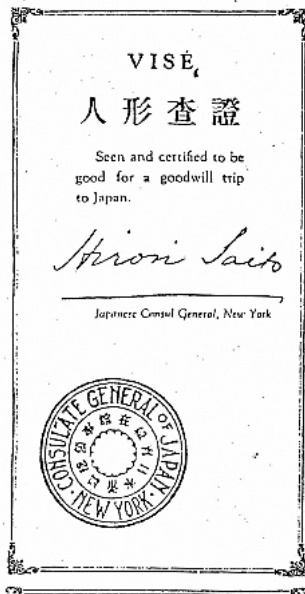 VISÉ
人形査證
Seen and certified to be
good for a goodwill trip
to Japan.
Hirosi Saito
Japanese Consul General, New York
CONSULATE GENERAL OF JAPAN
NEW YORK